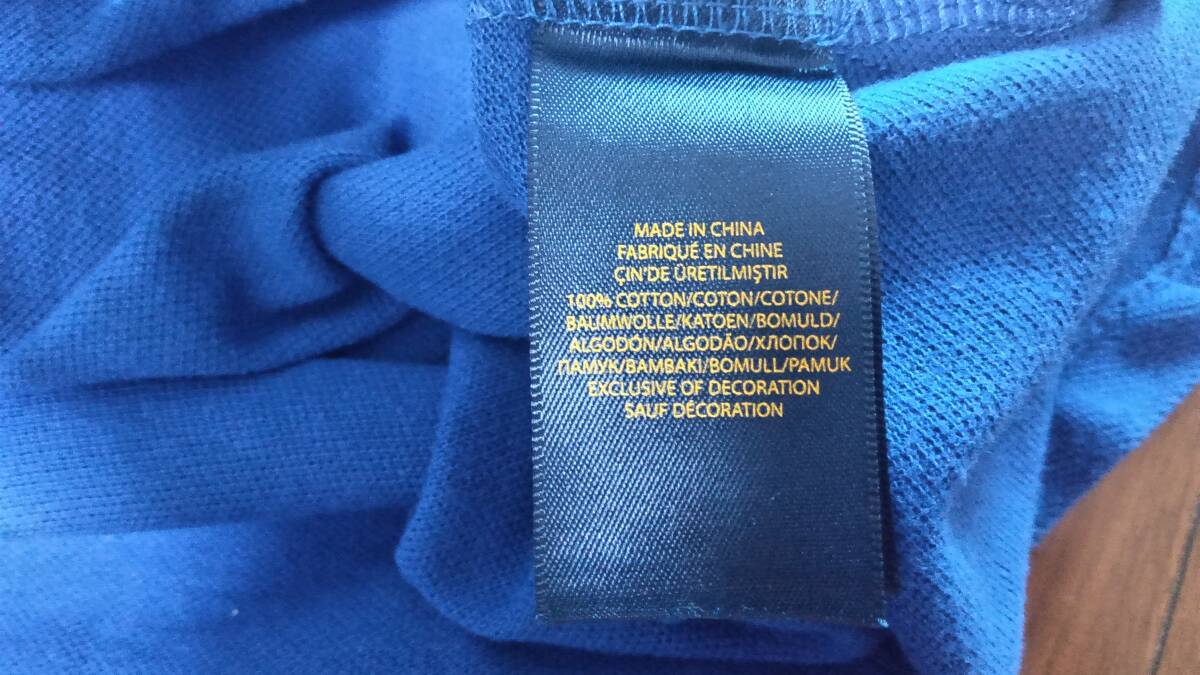 MADE IN CHINA
FABRIQUÉ EN CHINE
ÇIN'DE ÜRETILMIŞTIR
100% COTTON/COTON/COTONE/
BAUMWOLLE/KATOEN/BOMULD/
ALGODÓN/ALGODÃO/ХЛОПОК/
ПАМУК/BAMBAKI/BOMULL/PAMUK
EXCLUSIVE OF DECORATION
SAUF DÉCORATION